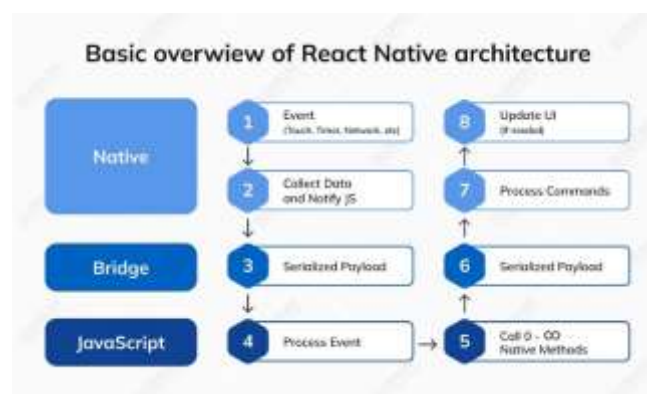 Basic overwiew of React Native architecture
Native
1
Event
(Touch, Timer, Network, etc)
2
Collect Data
and Notify JS
Bridge
3
Serialized Payload
JavaScript
4
Process Event
5
Call 0 - ∞
Native Methods
6
Serialized Payload
7
Process Commands
8
Update UI
(if needed)